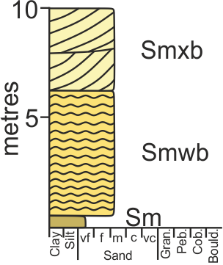 10
Smxb
metres
5
Smwb
Sm
Clay
Silt
vf f m c vc
Sand
Gran.
Peb.
Cob.
Bould.